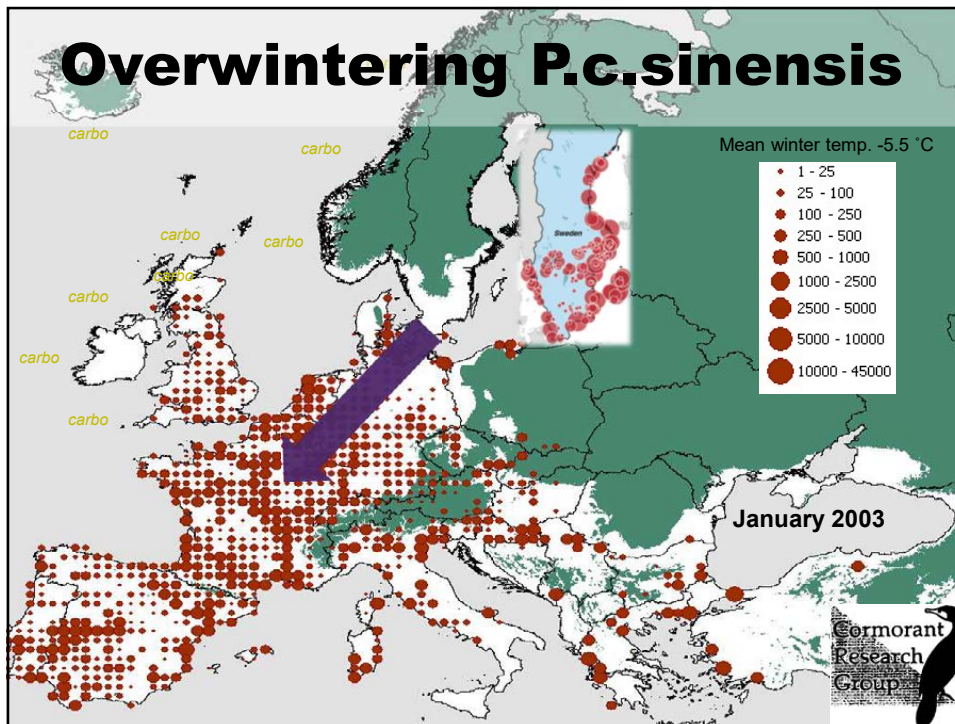 Overwintering P.c.sinensis
carbo
carbo
Mean winter temp. -5.5 ˚C
1 - 25
25 - 100
100 - 250
250 - 500
500 - 1000
1000 - 2500
2500 - 5000
5000 - 10000
10000 - 45000
Sweden
carbo
carbo
carbo
carbo
carbo
carbo
January 2003
Cormorant
Research
Group